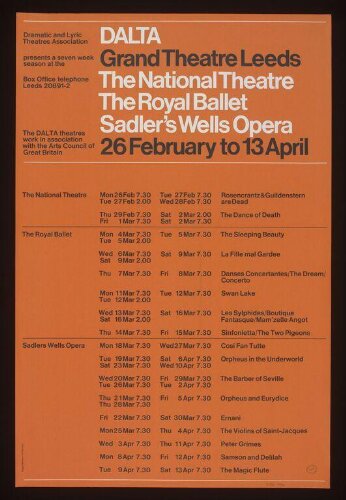 Dramatic and Lyric
Theatres Association
presents a seven week
season at the
Box Office telephone
Leeds 20891-2
The DALTA theatres
work in association
with the Arts Council of
Great Britain
DALTA
Grand Theatre Leeds
The National Theatre
The Royal Ballet
Sadler's Wells Opera
26 February to 13 April
The National Theatre Mon 26 Feb 7.30 Tue 27 Feb 7.30 Rosencrantz & Guildenstern
Tue 27 Feb 2.00 Wed 28 Feb 7.30 are Dead
Thu 29 Feb 7.30 Sat 2 Mar 2.00 The Dance of Death
Fri 1 Mar 7.30 Sat 2 Mar 7.30
The Royal Ballet Mon 4 Mar 7.30 Tue 5 Mar 7.30 The Sleeping Beauty
Tue 5 Mar 2.00
Wed 6 Mar 7.30 Sat 9 Mar 7.30 La Fille mal Gardee
Sat 9 Mar 2.00
Thu 7 Mar 7.30 Fri 8 Mar 7.30 Danses Concertantes/The Dream/
Concerto
Mon 11 Mar 7.30 Tue 12 Mar 7.30 Swan Lake
Tue 12 Mar 2.00
Wed 13 Mar 7.30 Sat 16 Mar 7.30 Les Sylphides/Boutique
Sat 16 Mar 2.00 Fantasque/Mam'zelle Angot
Thu 14 Mar 7.30 Fri 15 Mar 7.30 Sinfonietta/The Two Pigeons
Sadlers Wells Opera Mon 18 Mar 7.30 Wed 27 Mar 7.30 Cosi Fan Tutte
Tue 19 Mar 7.30 Sat 6 Apr 7.30 Orpheus in the Underworld
Sat 23 Mar 7.30 Wed 10 Apr 7.30
Wed 20 Mar 7.30 Fri 29 Mar 7.30 The Barber of Seville
Tue 26 Mar 7.30 Tue 2 Apr 7.30
Thu 21 Mar 7.30 Fri 5 Apr 7.30 Orpheus and Eurydice
Thu 28 Mar 7.30
Fri 22 Mar 7.30 Sat 30 Mar 7.30 Ernani
Mon 25 Mar 7.30 Thu 4 Apr 7.30 The Violins of Saint-Jacques
Wed 3 Apr 7.30 Thu 11 Apr 7.30 Peter Grimes
Mon 8 Apr 7.30 Fri 12 Apr 7.30 Samson and Delilah
Tue 9 Apr 7.30 Sat 13 Apr 7.30 The Magic Flute